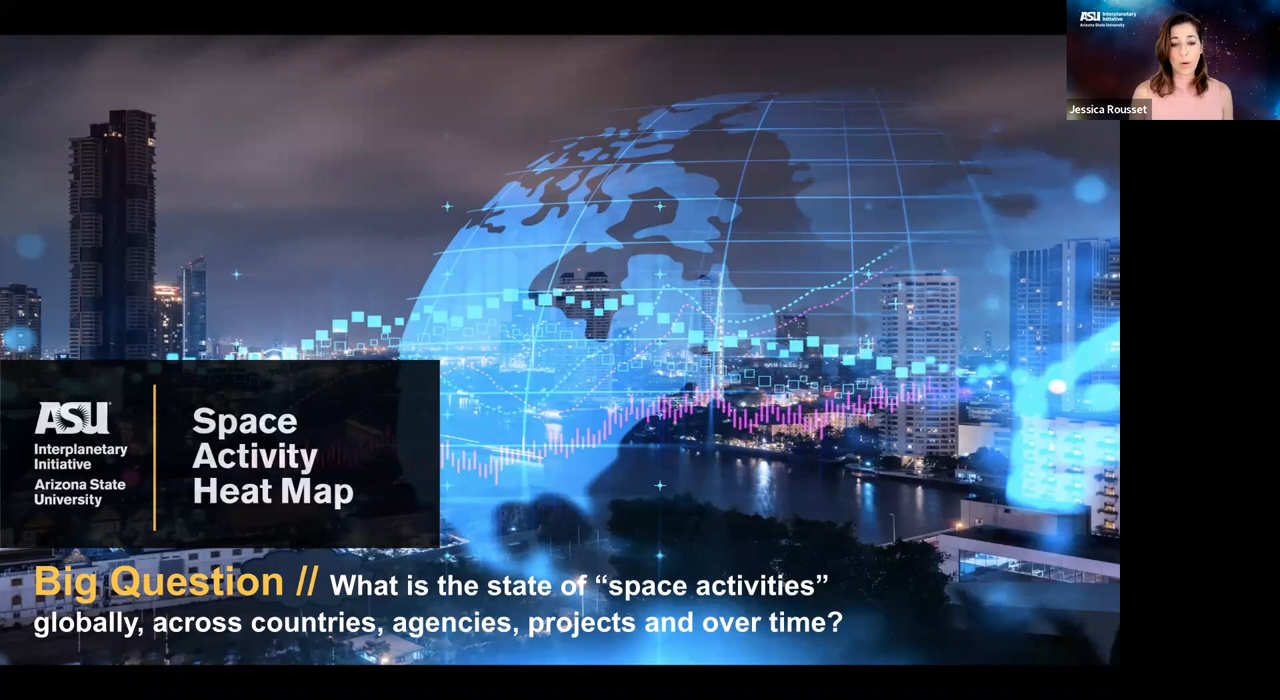 ASU Interplanetary
Initiative
Arizona State University
Jessica Rousset
ASU
Interplanetary
Initiative
Arizona State
University
Space
Activity
Heat Map
Big Question // What is the state of “space activities”
globally, across countries, agencies, projects and over time?